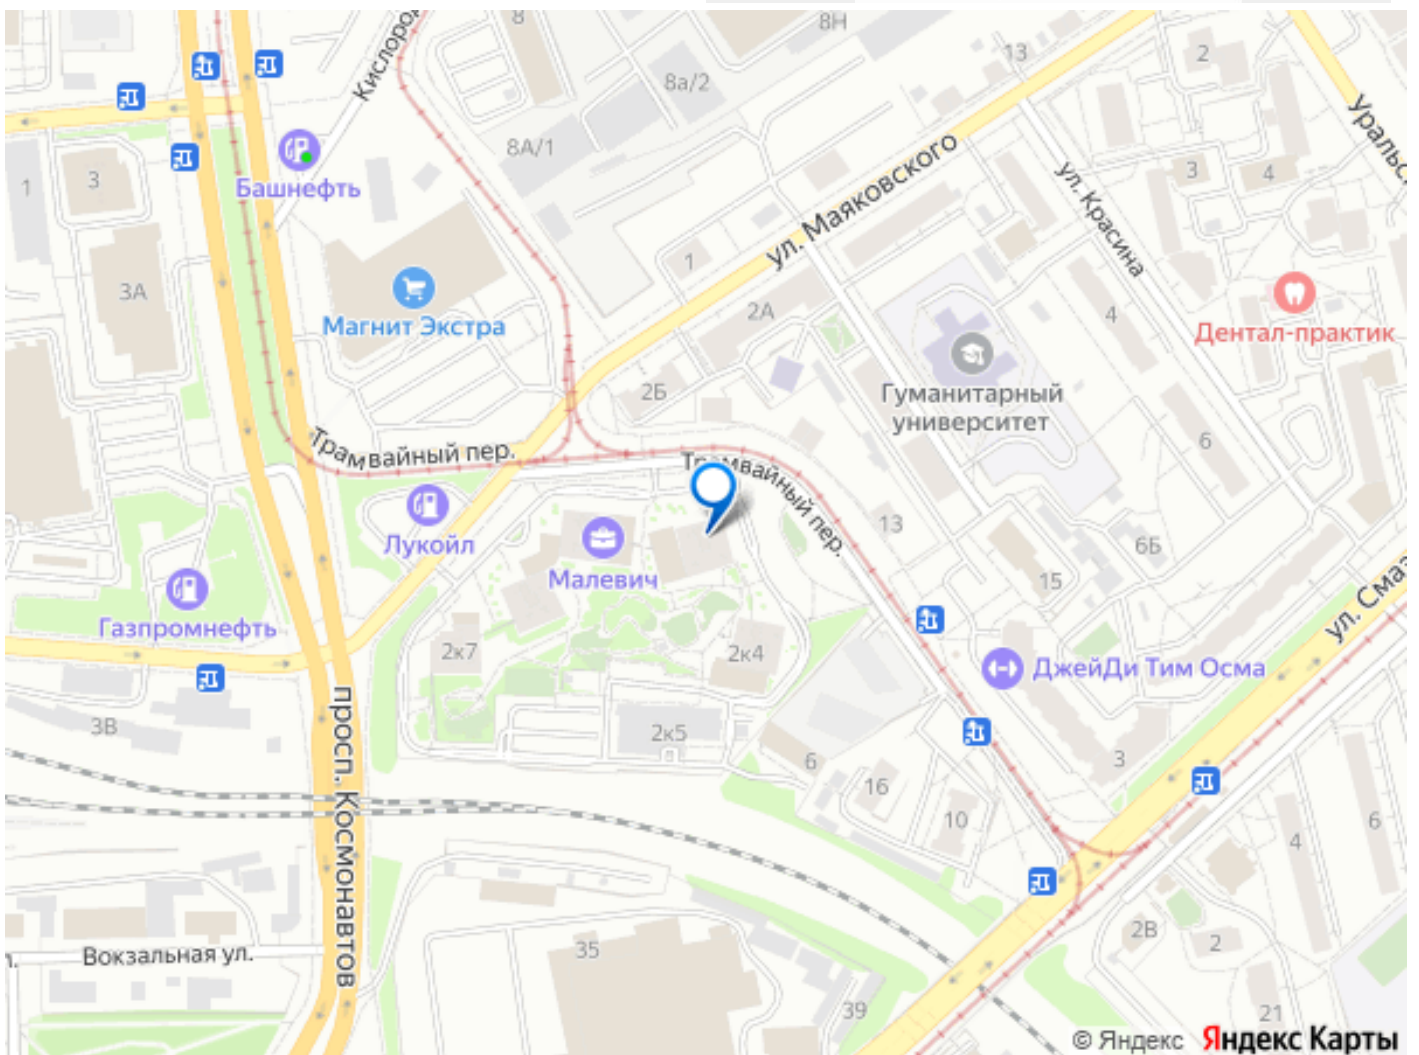 8
8Н
13
2
Кислород
8а/2
Уральс
8А/1
ул. Маяковского
ул. Красина
3
4
1
3
Башнефть
1
3А
Магнит Экстра
2А
4
Дентал-практик
2Б
Гуманитарный
университет
6
Трамвайный пер.
Трамвайный пер.
13
Лукойл
Малевич
6Б
15
Газпромнефть
ул. Смаз
2к7
2к4
ДжейДи Тим Осма
3В
2к5
6
3
16
10
4
6
просп. Космонавтов
Вокзальная ул.
35
2В
2
39
21
© Яндекс Яндекс Карты